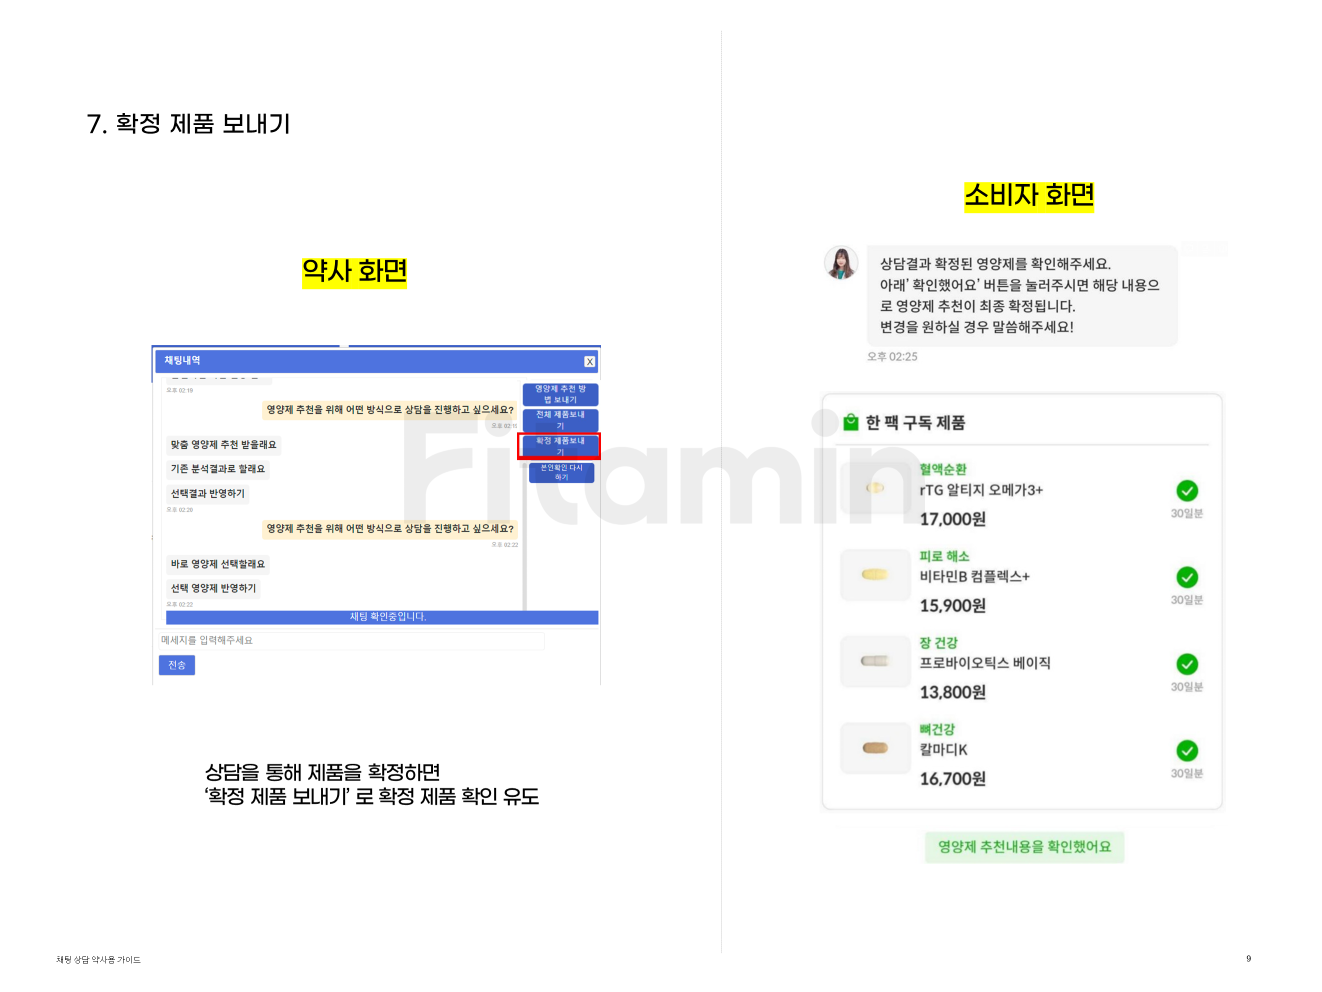 7. 확정 제품 보내기
약사 화면
채팅내역
X
오후 02:19
영양제 추천을 위해 어떤 방식으로 상담을 진행하고 싶으세요?
맞춤 영양제 추천 받을래요
기존 분석결과로 할래요
선택결과 반영하기
오후 02:20
영양제 추천을 위해 어떤 방식으로 상담을 진행하고 싶으세요?
오후 02:22
바로 영양제 선택할래요
선택 영양제 반영하기
오후 02:22
채팅 확인중입니다.
메세지를 입력해주세요
전송
영양제 추천 방
법 보내기
전체 제품보내
기
확정 제품보내
기
본인확인 다시
하기
상담을 통해 제품을 확정하면
‘확정 제품 보내기’ 로 확정 제품 확인 유도
Fitamin
소비자 화면
상담결과 확정된 영양제를 확인해주세요.
아래’ 확인했어요’ 버튼을 눌러주시면 해당 내용으
로 영양제 추천이 최종 확정됩니다.
변경을 원하실 경우 말씀해주세요!
오후 02:25
한 팩 구독 제품
혈액순환
rTG 알티지 오메가3+
17,000원
30일분
피로 해소
비타민B 컴플렉스+
15,900원
30일분
장 건강
프로바이오틱스 베이직
13,800원
30일분
뼈건강
칼마디K
16,700원
30일분
영양제 추천내용을 확인했어요
채팅 상담 약사용 가이드
9